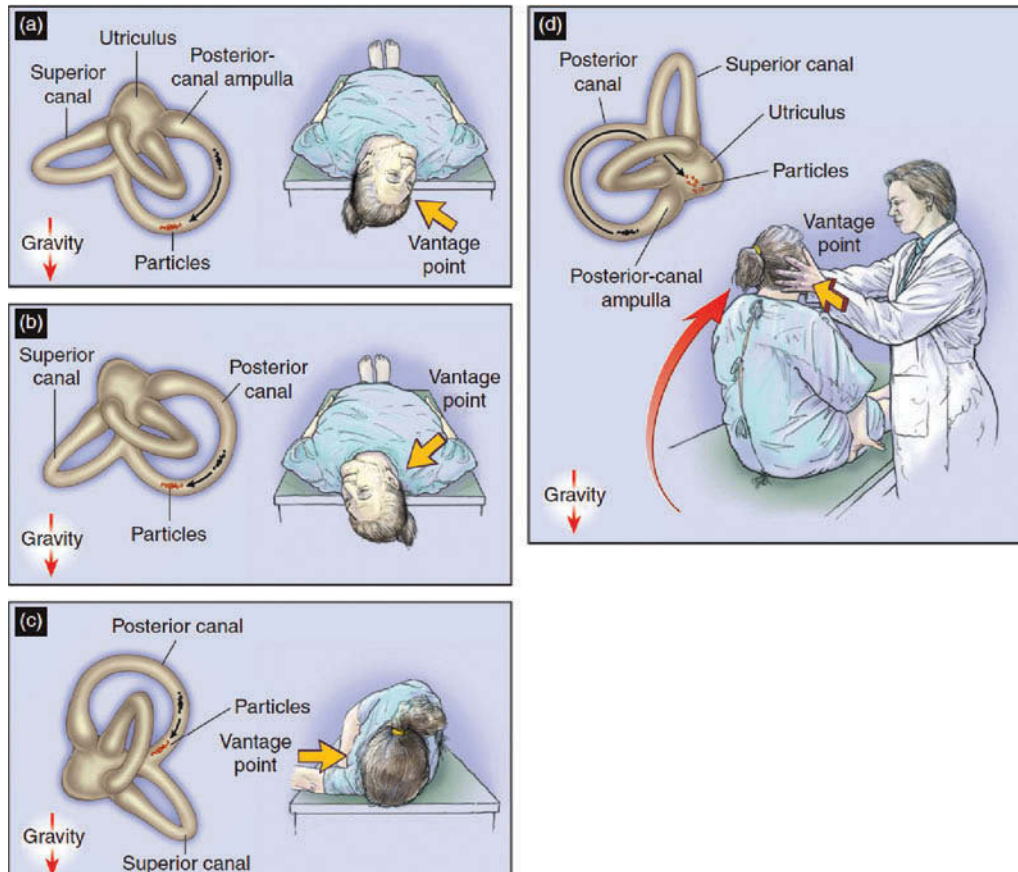 (a)
Utriculus
Superior
canal
Posterior-
canal ampulla
Gravity
Particles
Vantage
point
(b)
Superior
canal
Posterior
canal
Vantage
point
Gravity
Particles
(c)
Posterior canal
Particles
Vantage
point
Gravity
Superior canal
(d)
Posterior
canal
Superior canal
Utriculus
Particles
Vantage
point
Posterior-canal
ampulla
Gravity